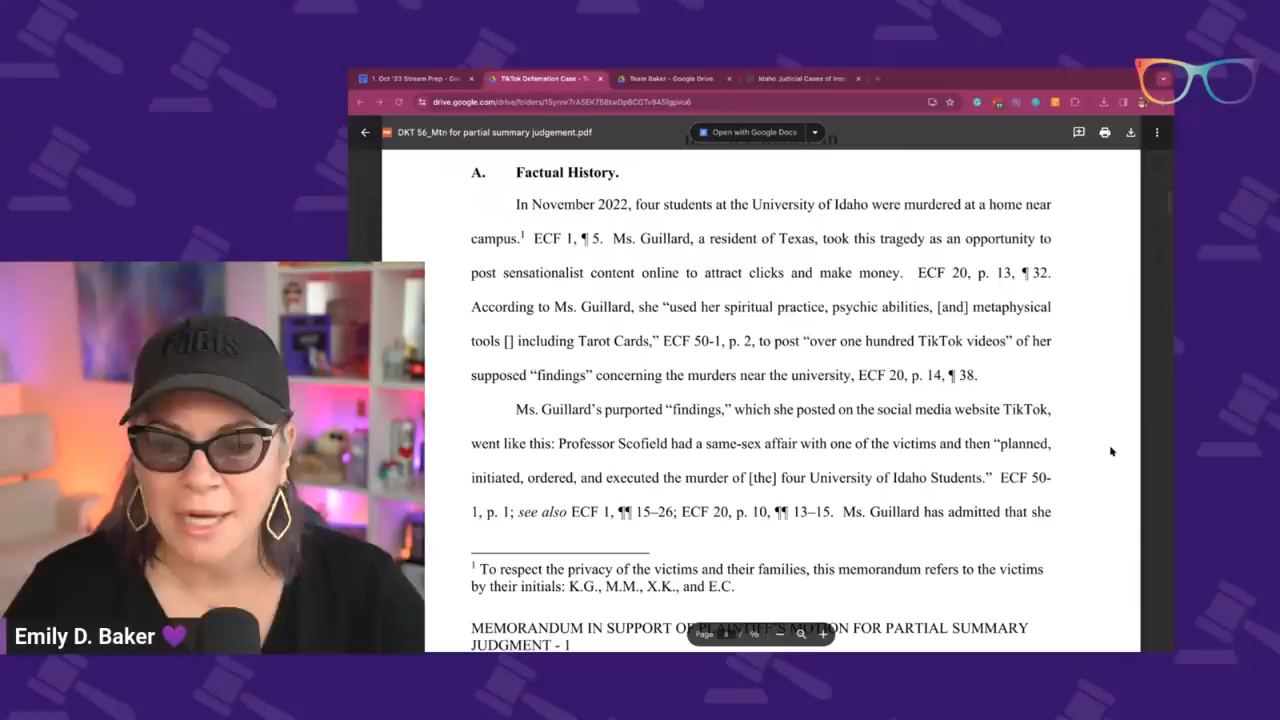 1. Oct '23 Stream Prep - Go
TikTok Defamation Case - Ti
Team Baker - Google Drive
Idaho Judicial Cases of Inte
drive.google.com/drive/folders/
DKT 56_Mtn for partial summary judgement.pdf
Open with Google Docs
A. Factual History.
In November 2022, four students at the University of Idaho were murdered at a home near
campus.1 ECF 1, ¶ 5. Ms. Guillard, a resident of Texas, took this tragedy as an opportunity to
post sensationalist content online to attract clicks and make money. ECF 20, p. 13, ¶ 32.
According to Ms. Guillard, she “used her spiritual practice, psychic abilities, [and] metaphysical
tools [] including Tarot Cards,” ECF 50-1, p. 2, to post “over one hundred TikTok videos” of her
supposed “findings” concerning the murders near the university, ECF 20, p. 14, ¶ 38.
Ms. Guillard’s purported “findings,” which she posted on the social media website TikTok,
went like this: Professor Scofield had a same-sex affair with one of the victims and then “planned,
initiated, ordered, and executed the murder of [the] four University of Idaho Students.” ECF 50-
1, p. 1; see also ECF 1, ¶¶ 15–26; ECF 20, p. 10, ¶¶ 13–15. Ms. Guillard has admitted that she
1 To respect the privacy of the victims and their families, this memorandum refers to the victims
by their initials: K.G., M.M., X.K., and E.C.
MEMORANDUM IN SUPPORT OF PLAINTIFF'S MOTION FOR PARTIAL SUMMARY
JUDGMENT - 1
Page 6 / 96
Emily D. Baker 💜